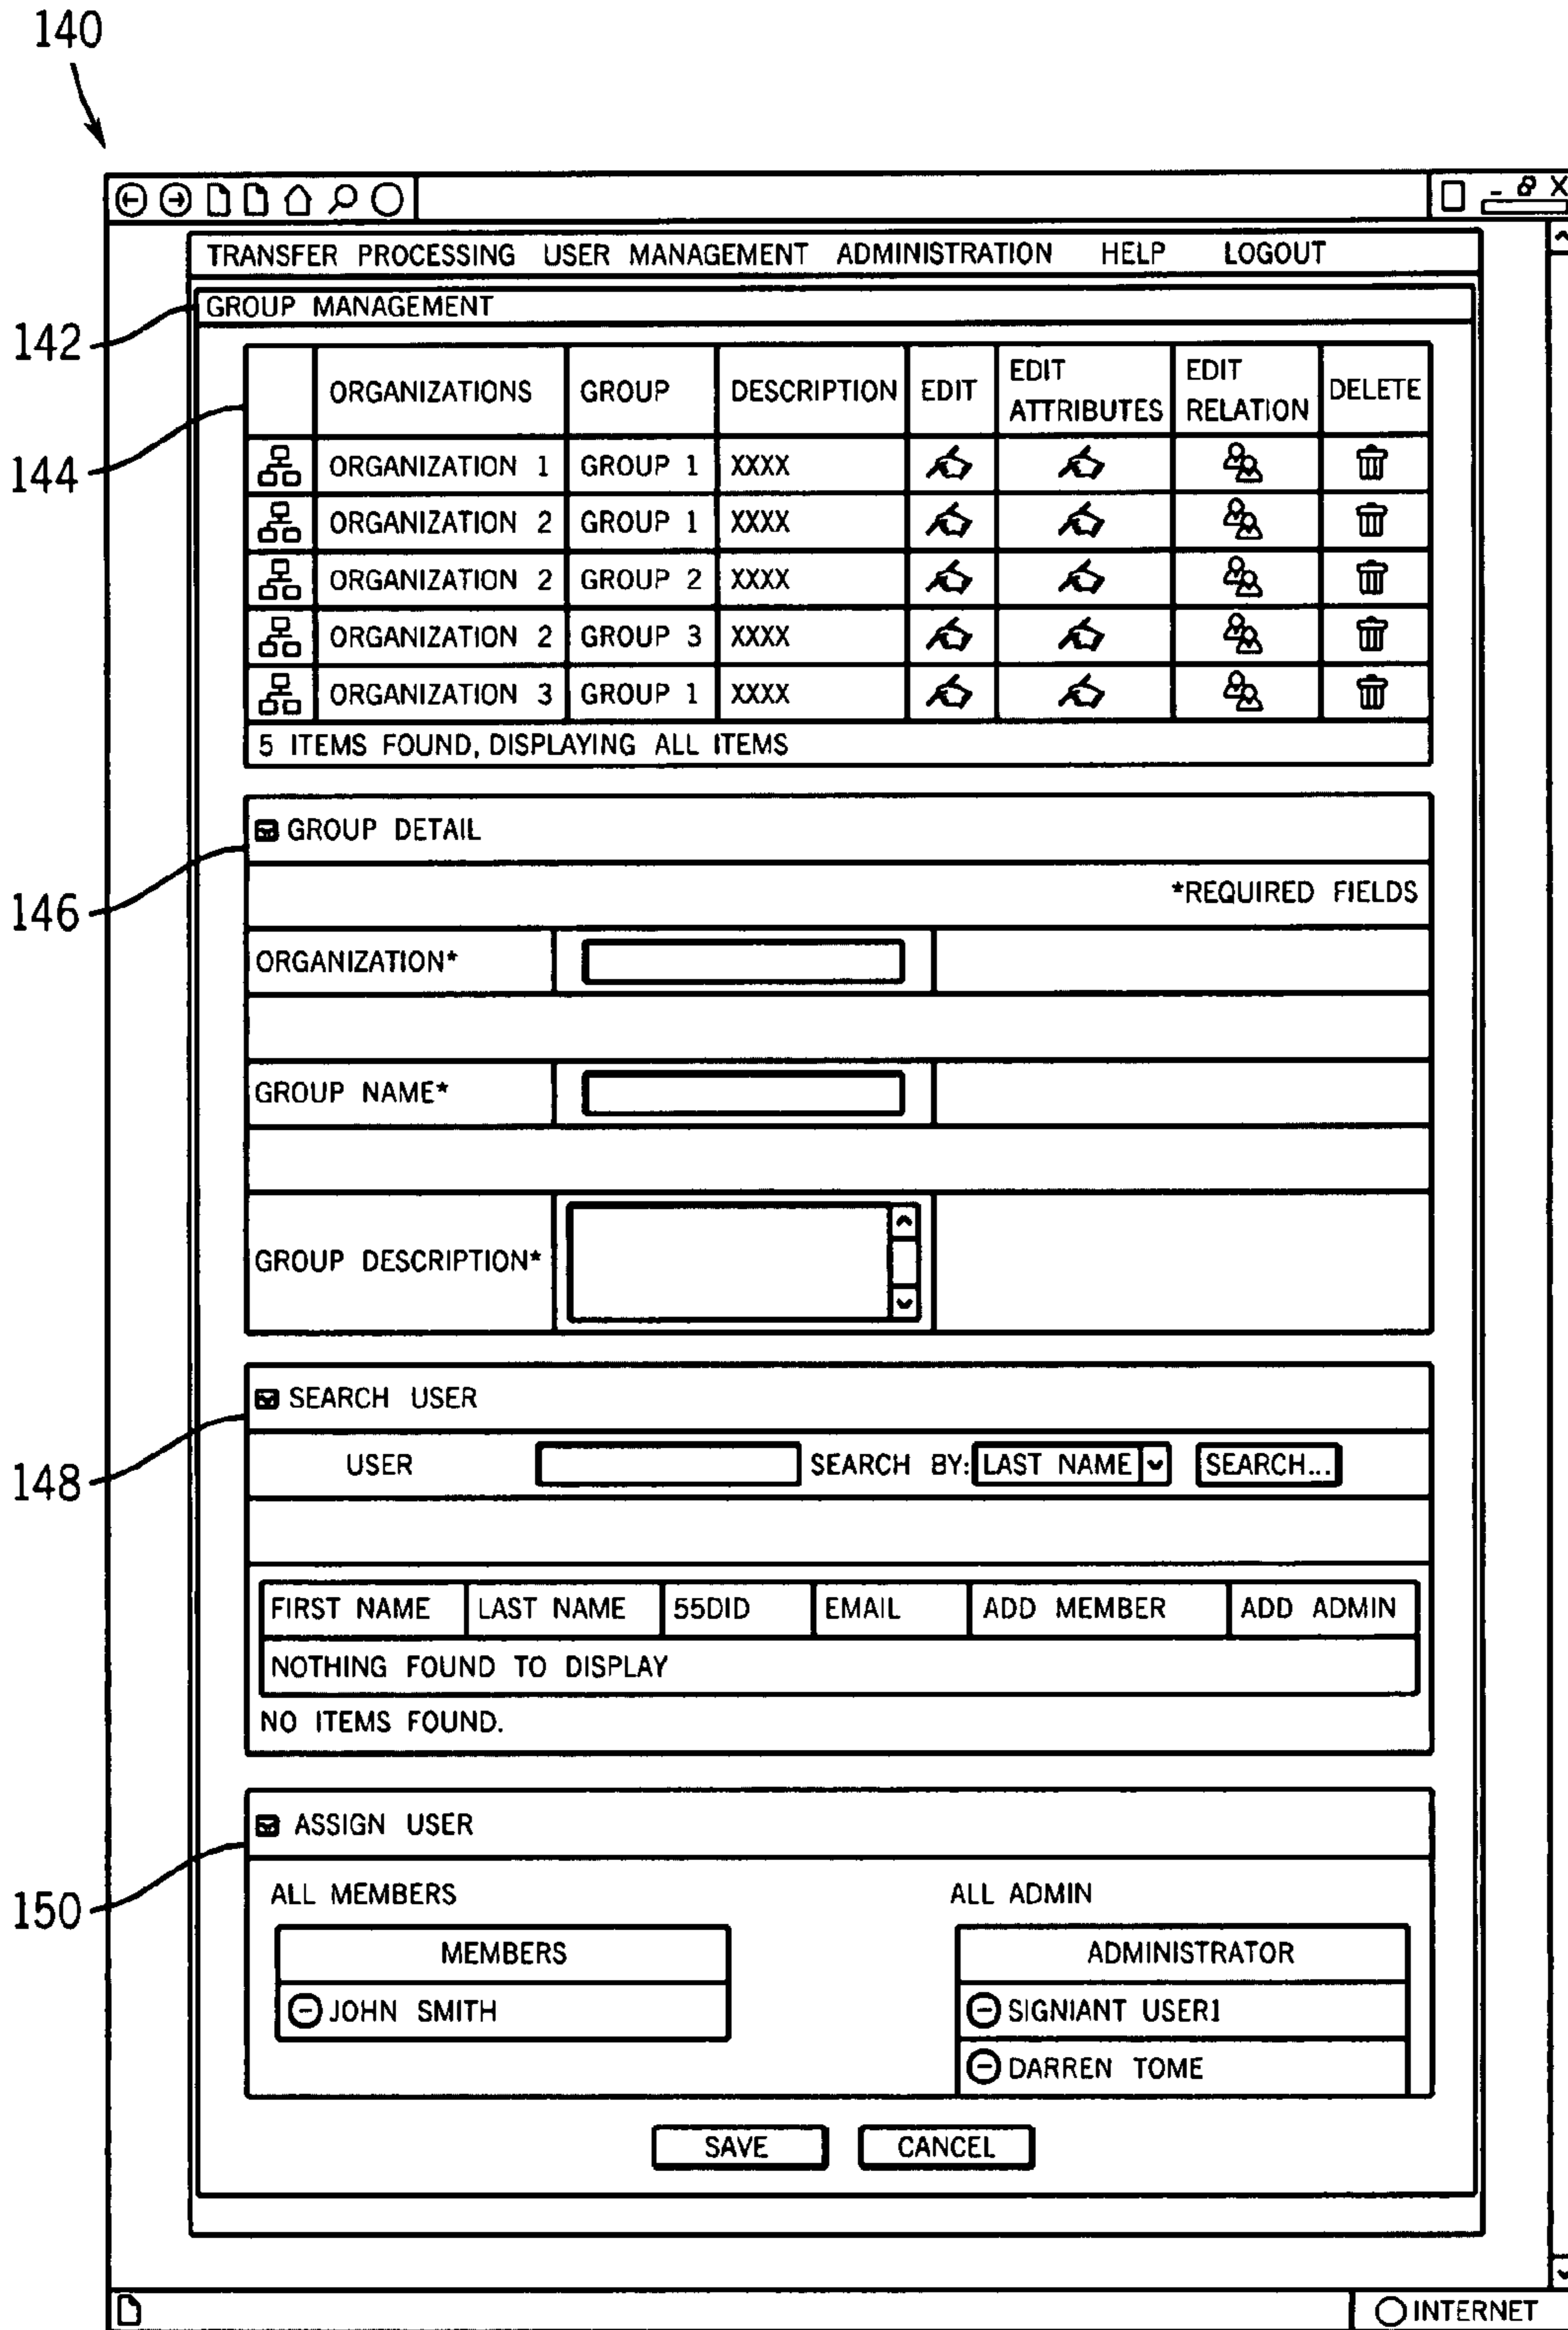 140
TRANSFER PROCESSING USER MANAGEMENT ADMINISTRATION HELP LOGOUT
142
GROUP MANAGEMENT
144
ORGANIZATIONS GROUP DESCRIPTION EDIT EDIT ATTRIBUTES EDIT RELATION DELETE
ORGANIZATION 1 GROUP 1 XXXX
ORGANIZATION 2 GROUP 1 XXXX
ORGANIZATION 2 GROUP 2 XXXX
ORGANIZATION 2 GROUP 3 XXXX
ORGANIZATION 3 GROUP 1 XXXX
5 ITEMS FOUND, DISPLAYING ALL ITEMS
146
GROUP DETAIL
*REQUIRED FIELDS
ORGANIZATION*
GROUP NAME*
GROUP DESCRIPTION*
148
SEARCH USER
USER SEARCH BY: LAST NAME SEARCH...
FIRST NAME LAST NAME 55DID EMAIL ADD MEMBER ADD ADMIN
NOTHING FOUND TO DISPLAY
NO ITEMS FOUND.
150
ASSIGN USER
ALL MEMBERS ALL ADMIN
MEMBERS ADMINISTRATOR
JOHN SMITH SIGNIANT USER1
DARREN TOME
SAVE CANCEL
INTERNET